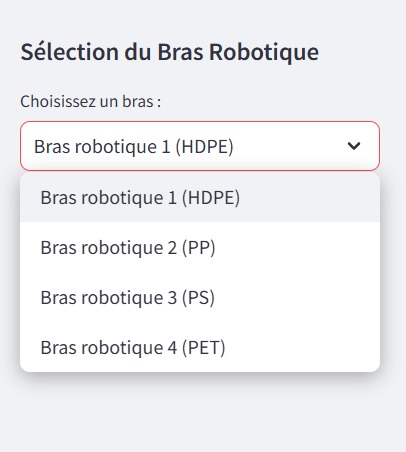 Sélection du Bras Robotique
Choisissez un bras :
Bras robotique 1 (HDPE)
Bras robotique 1 (HDPE)
Bras robotique 2 (PP)
Bras robotique 3 (PS)
Bras robotique 4 (PET)